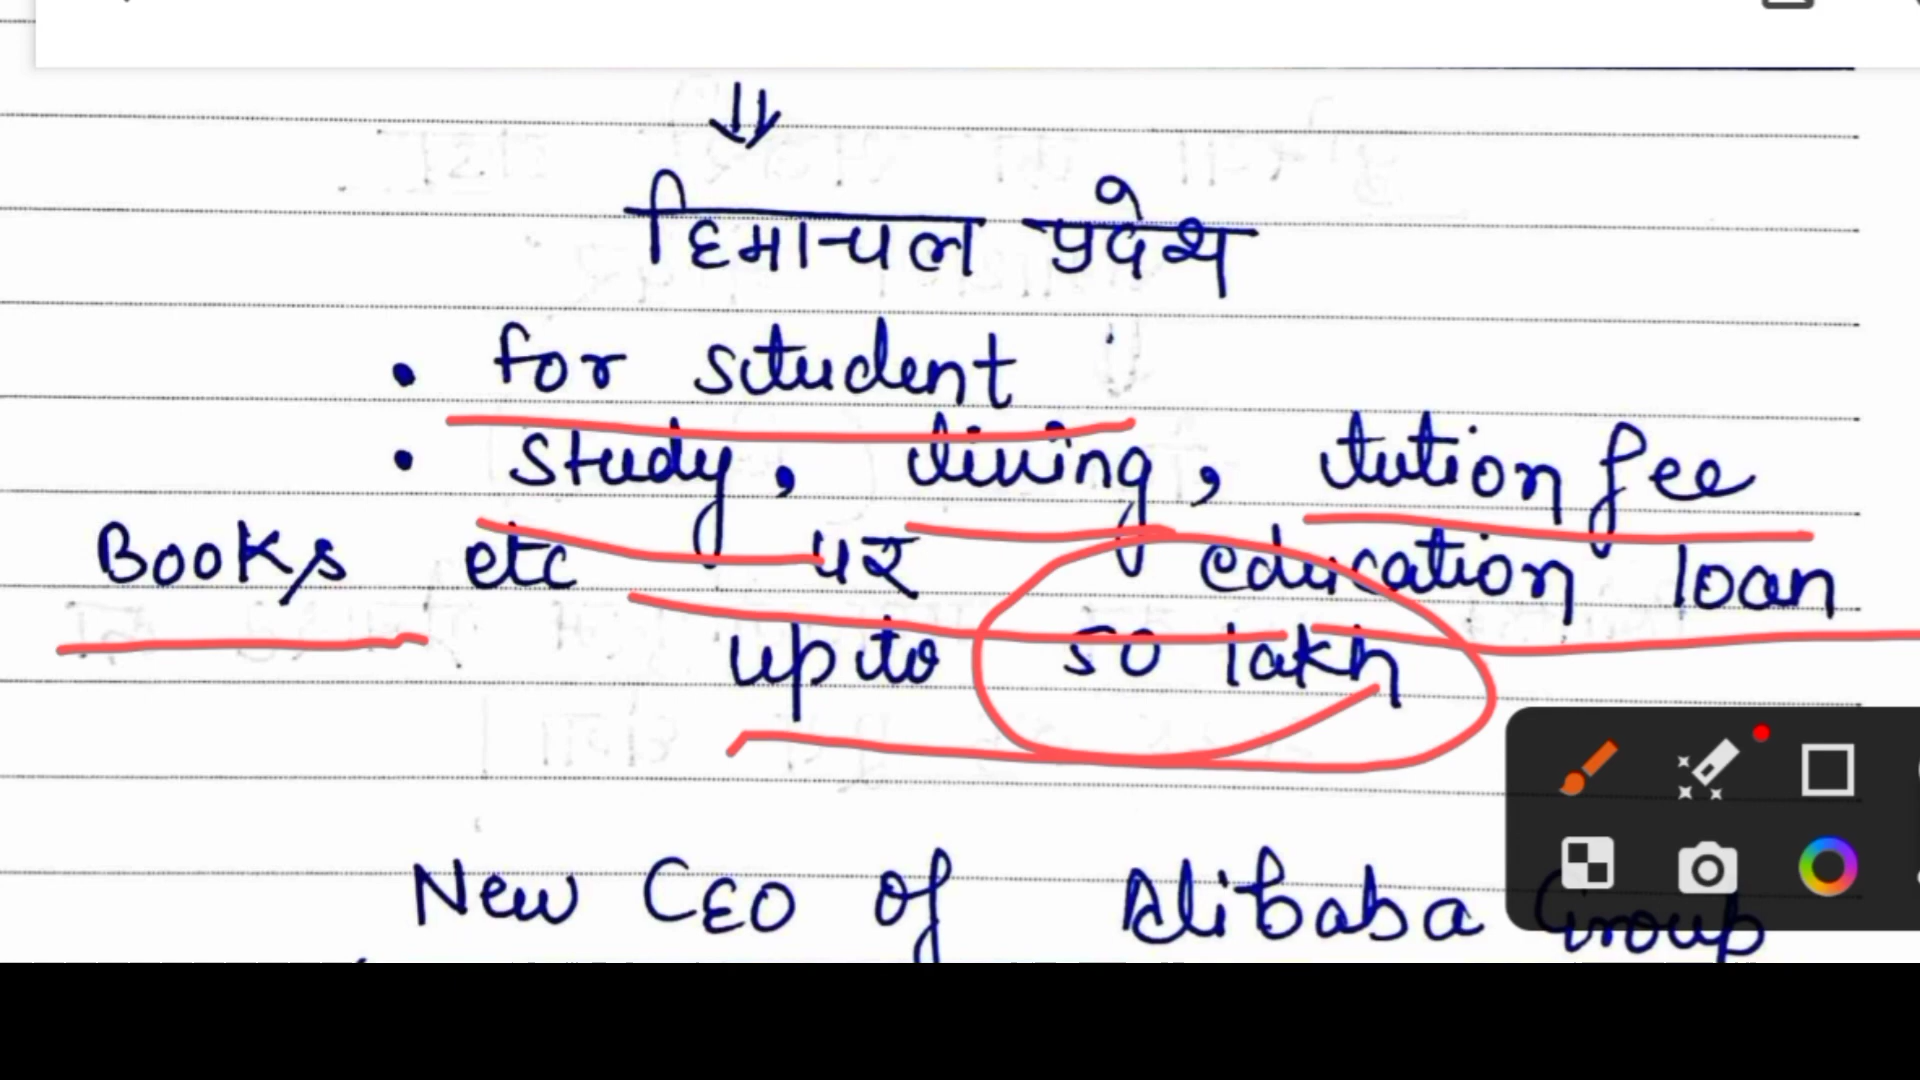 हिमाचल प्रदेश
• for student
• study, living, tution fee
Books etc पर education loan
upto 50 lakh
New CEO of Alibaba Group